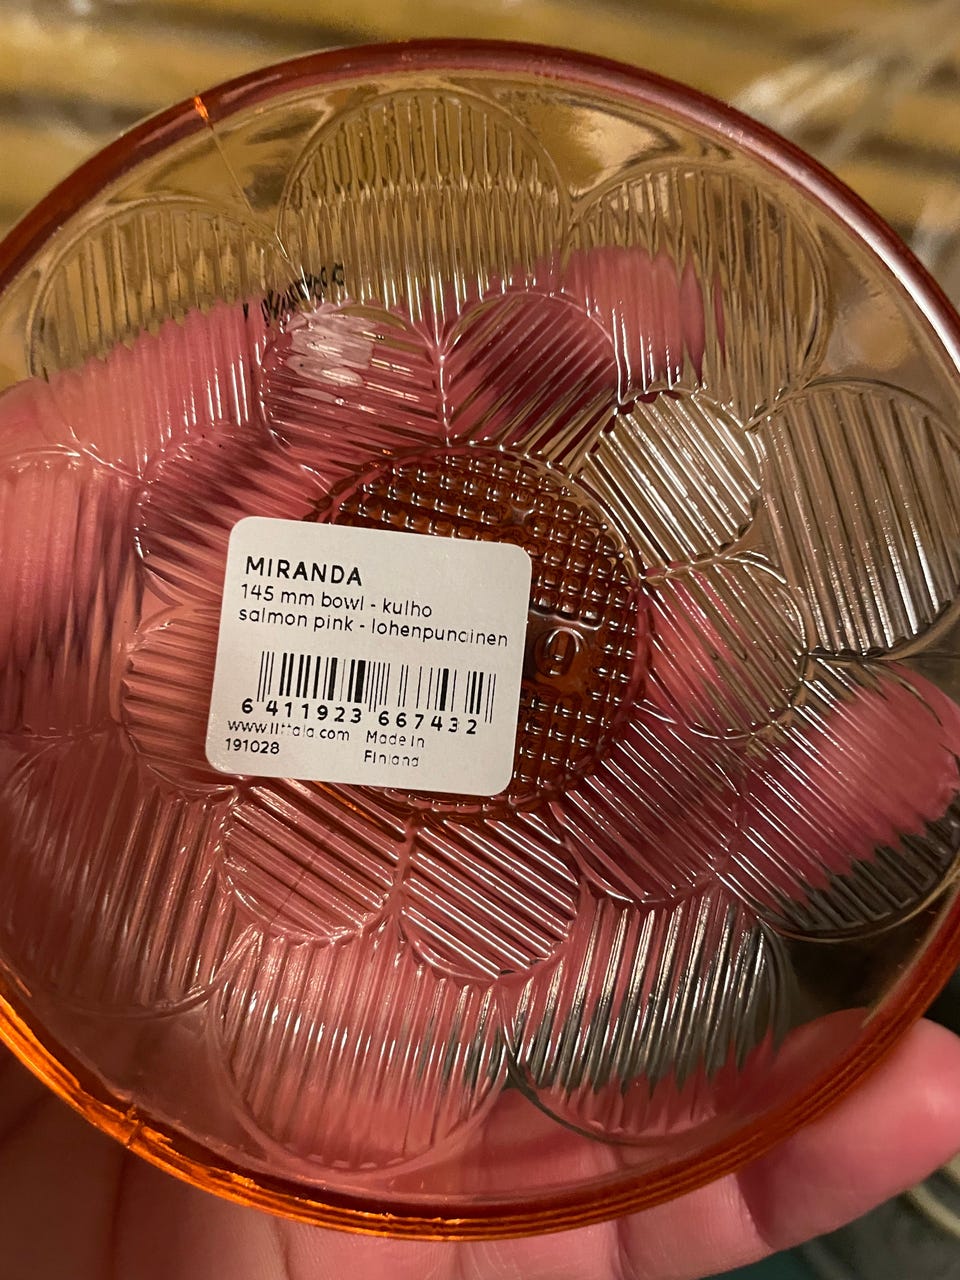 MIRANDA
145 mm bowl - kulho
salmon pink - lohenpunainen
6 411923 667432
www.iittala.com Made in
191028 Finland